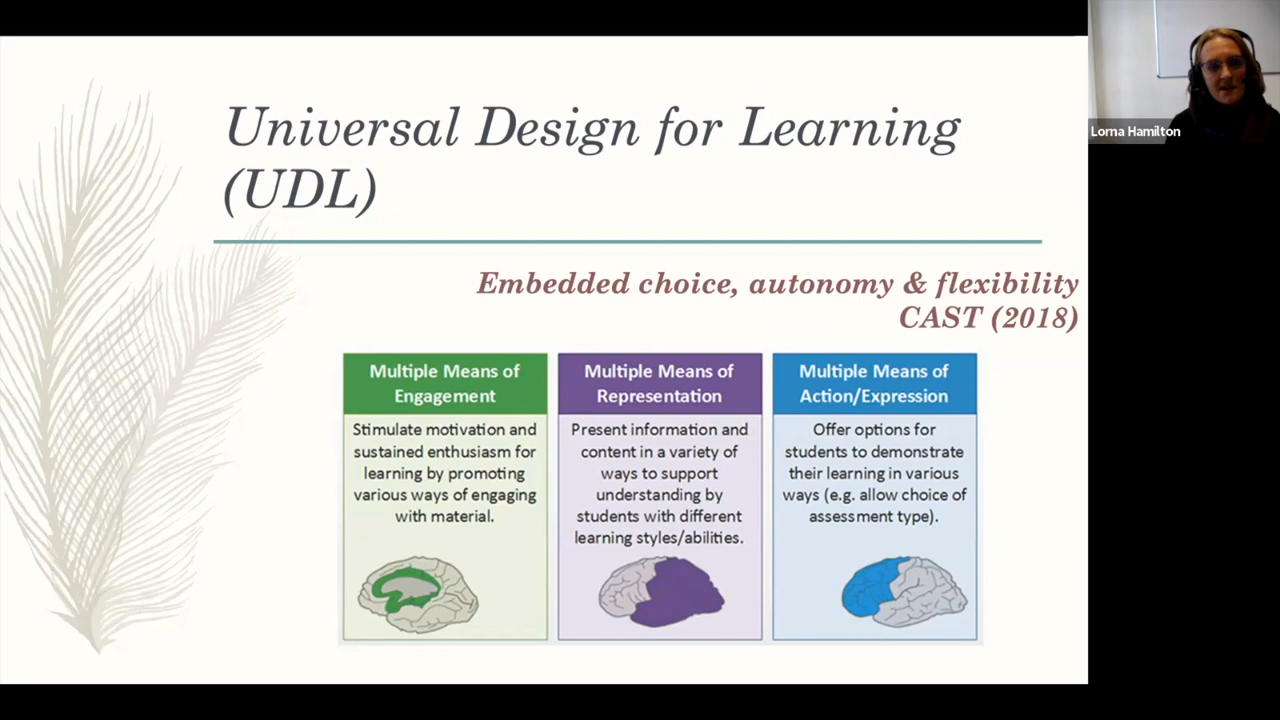 Universal Design for Learning
(UDL)
Embedded choice, autonomy & flexibility
CAST (2018)
Multiple Means of
Engagement
Stimulate motivation and
sustained enthusiasm for
learning by promoting
various ways of engaging
with material.
Multiple Means of
Representation
Present information and
content in a variety of
ways to support
understanding by
students with different
learning styles/abilities.
Multiple Means of
Action/Expression
Offer options for
students to demonstrate
their learning in various
ways (e.g. allow choice of
assessment type).
Lorna Hamilton